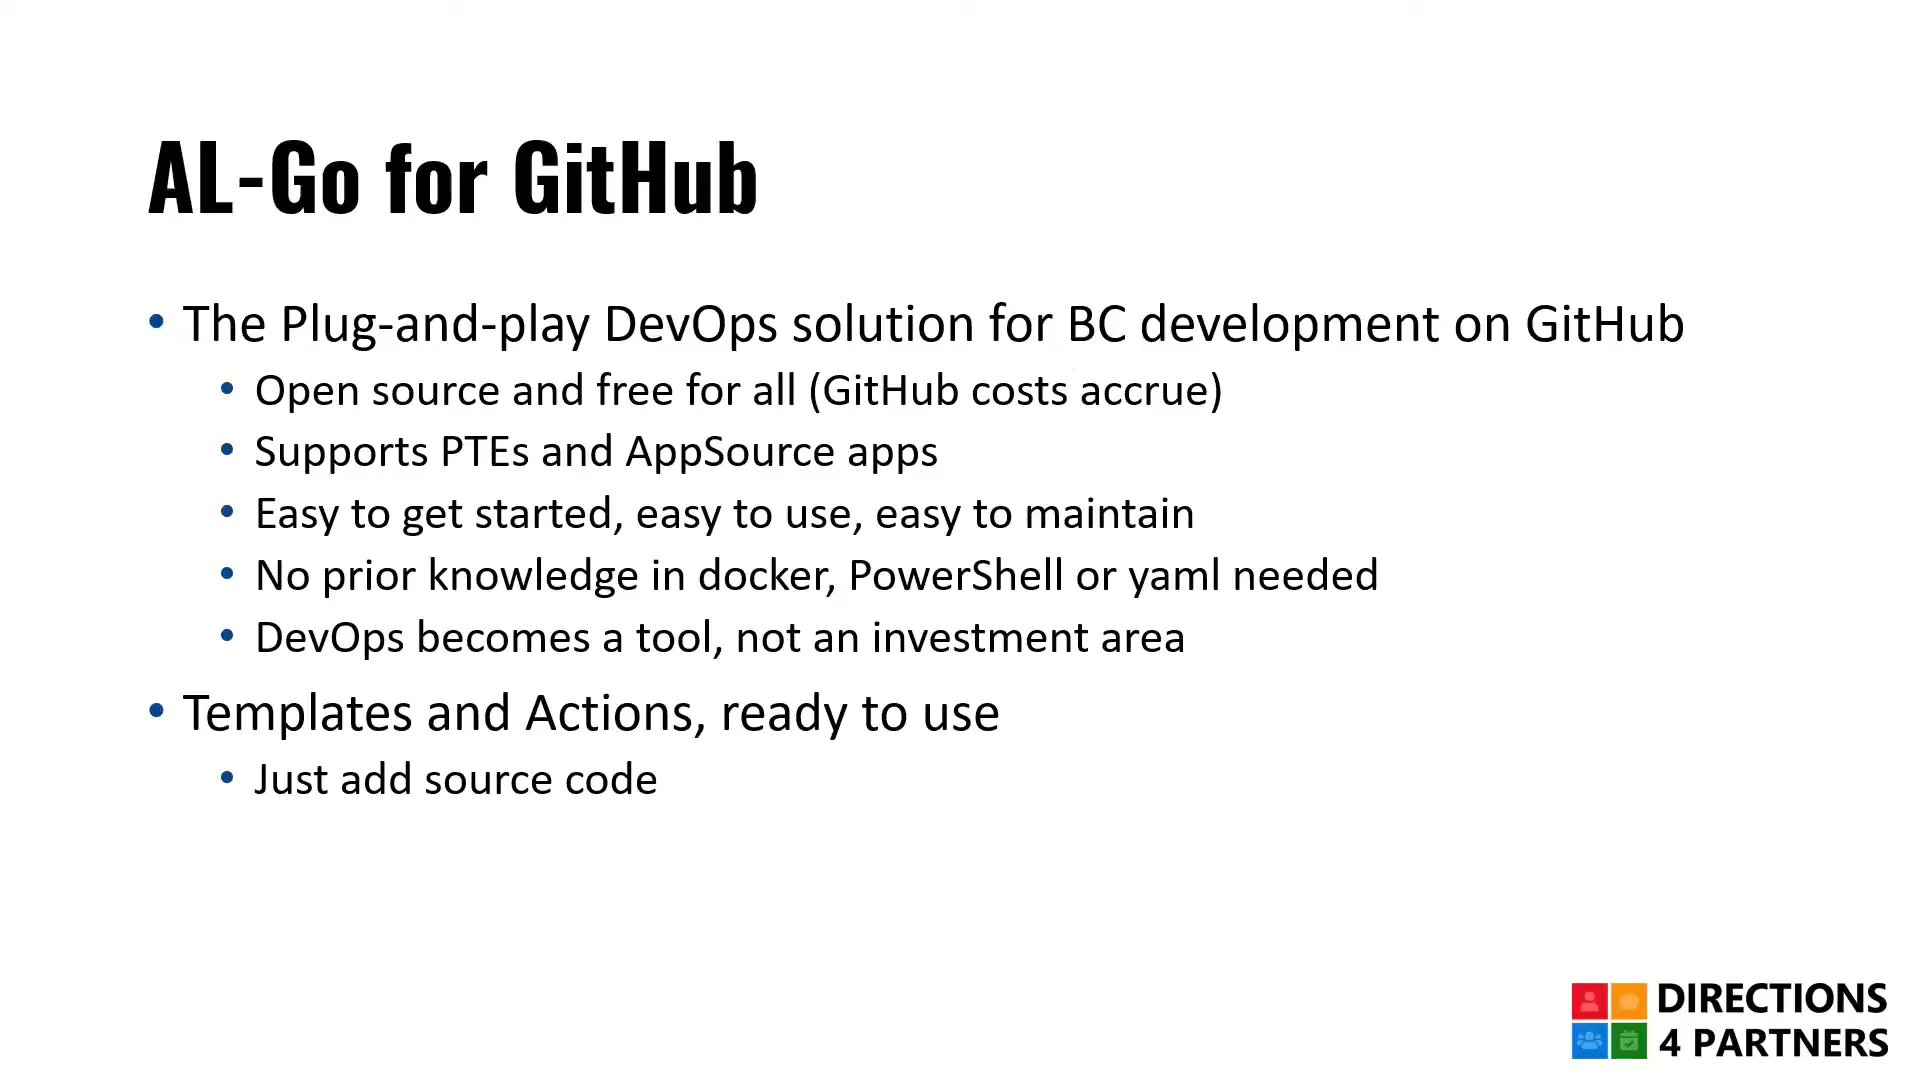 AL-Go for GitHub
• The Plug-and-play DevOps solution for BC development on GitHub
• Open source and free for all (GitHub costs accrue)
• Supports PTEs and AppSource apps
• Easy to get started, easy to use, easy to maintain
• No prior knowledge in docker, PowerShell or yaml needed
• DevOps becomes a tool, not an investment area
• Templates and Actions, ready to use
• Just add source code
DIRECTIONS
4 PARTNERS